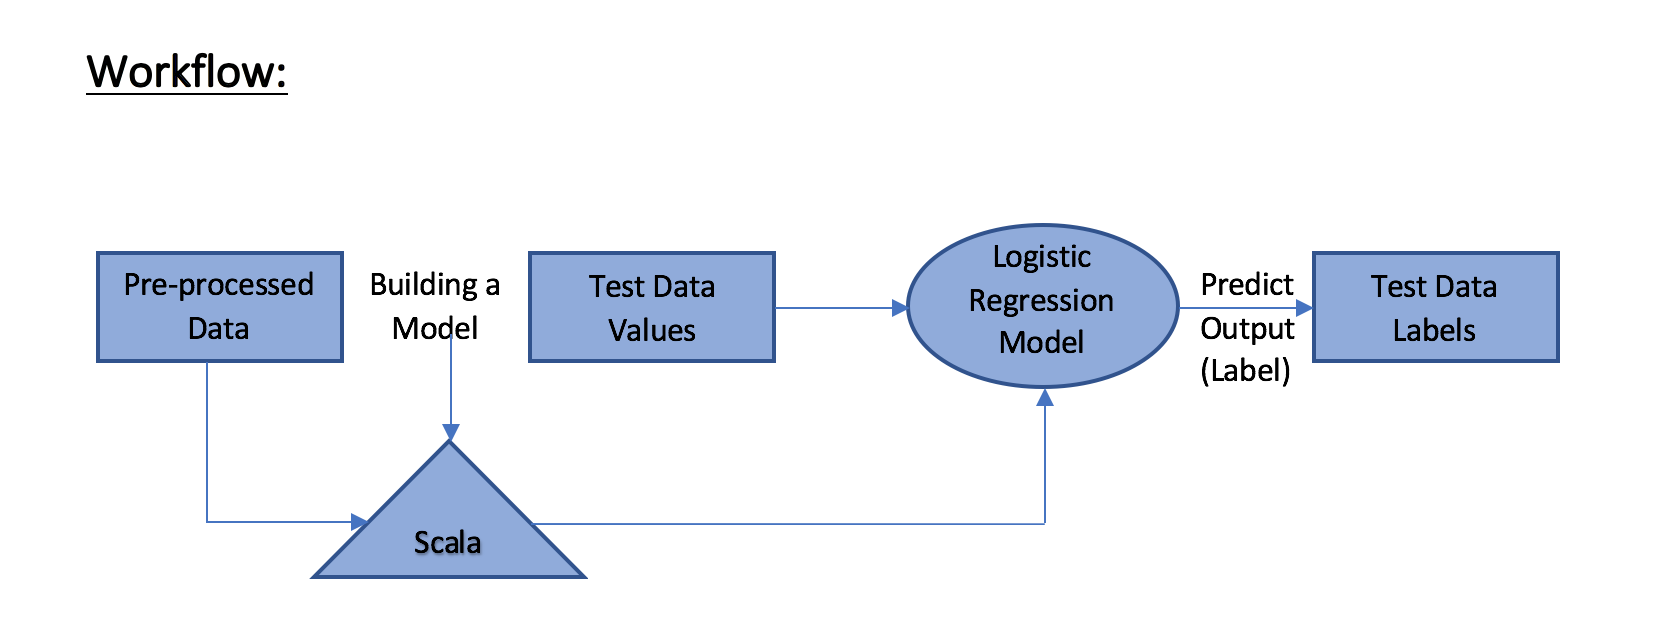 Workflow:
Pre-processed
Data
Building a
Model
Test Data
Values
Logistic
Regression
Model
Predict
Output
(Label)
Test Data
Labels
Scala